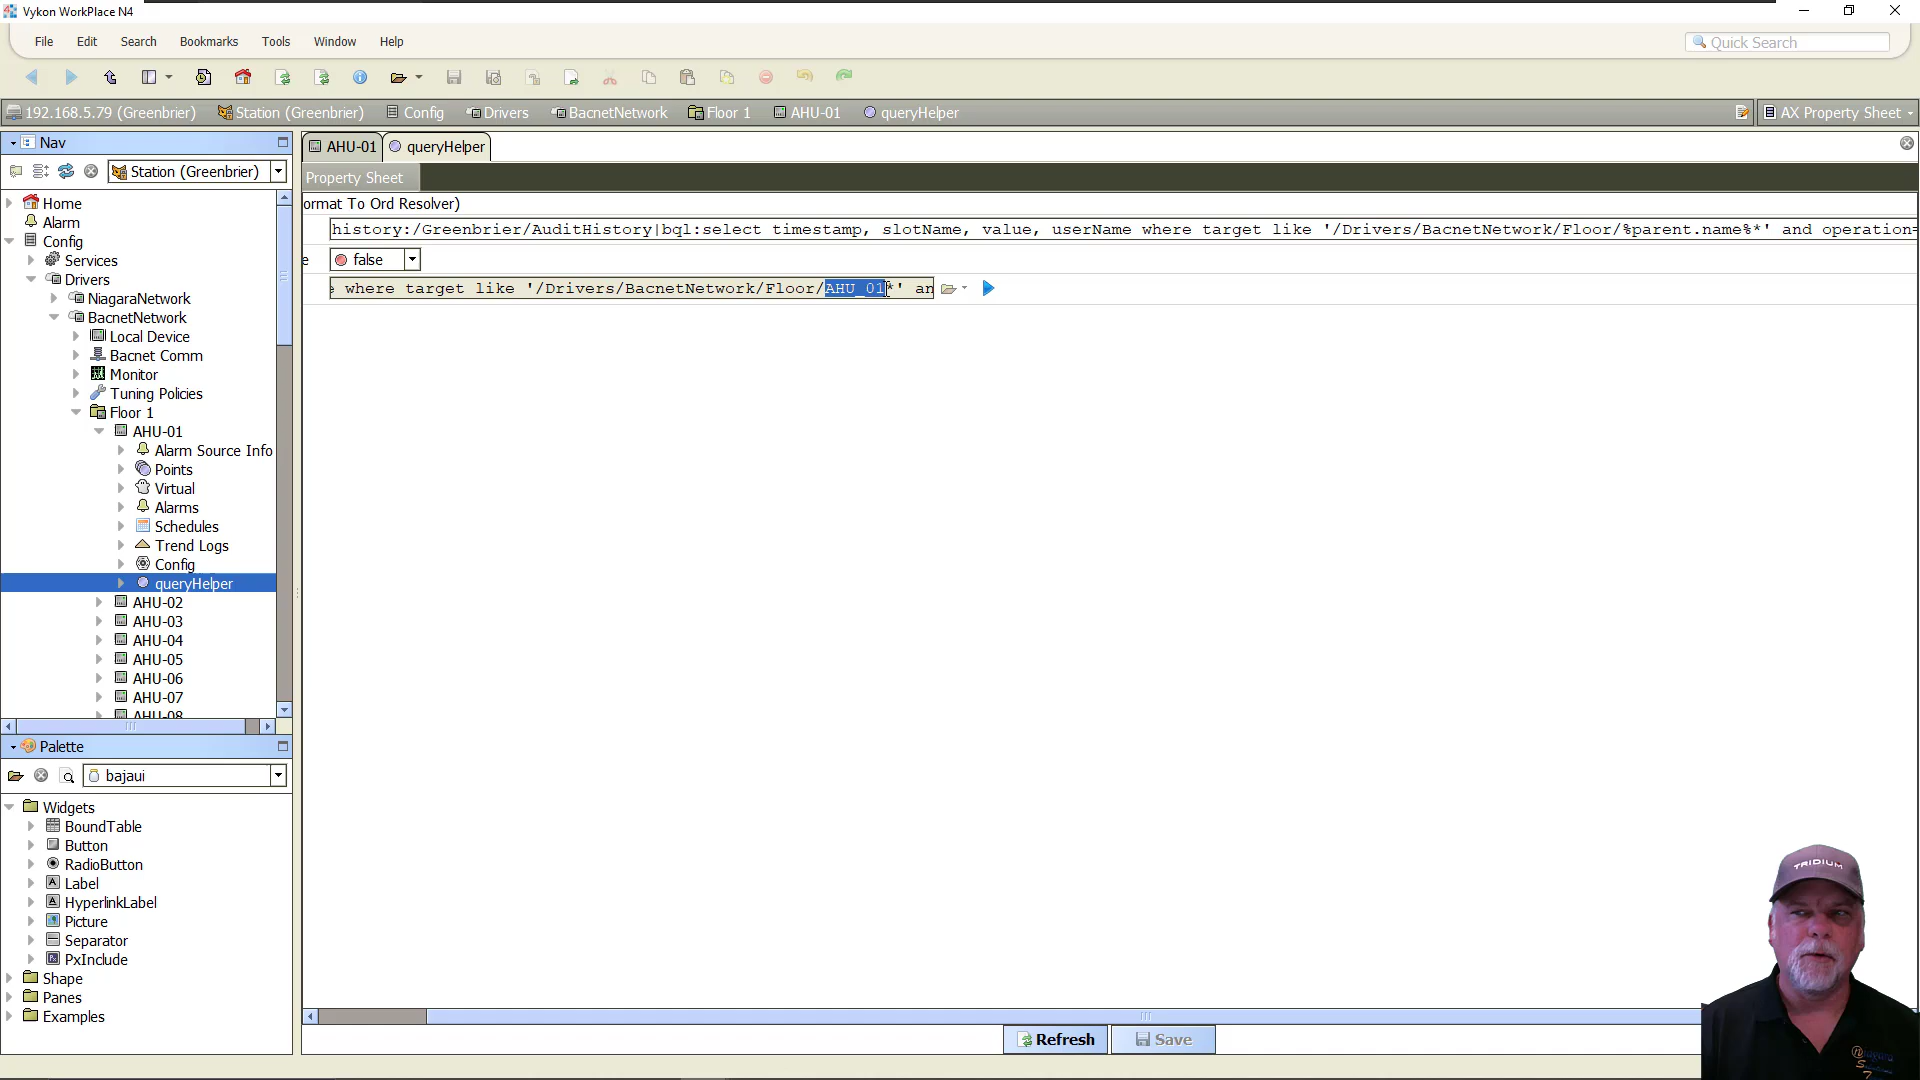 Vykon WorkPlace N4
File Edit Search Bookmarks Tools Window Help
Quick Search
192.168.5.79 (Greenbrier) Station (Greenbrier) Config Drivers BacnetNetwork Floor 1 AHU-01 queryHelper AX Property Sheet
Nav
Station (Greenbrier)
Home
Alarm
Config
Services
Drivers
NiagaraNetwork
BacnetNetwork
Local Device
Bacnet Comm
Monitor
Tuning Policies
Floor 1
AHU-01
Alarm Source Info
Points
Virtual
Alarms
Schedules
Trend Logs
Config
queryHelper
AHU-02
AHU-03
AHU-04
AHU-05
AHU-06
AHU-07
AHU-08
Palette
bajaui
Widgets
BoundTable
Button
RadioButton
Label
HyperlinkLabel
Picture
Separator
PxInclude
Shape
Panes
Examples
AHU-01 queryHelper
Property Sheet
ormat To Ord Resolver)
history:/Greenbrier/AuditHistory|bql:select timestamp, slotName, value, userName where target like '/Drivers/BacnetNetwork/Floor/%parent.name%*' and operation=
e false
e where target like '/Drivers/BacnetNetwork/Floor/AHU_01*' an
Refresh Save
TRIDIUM